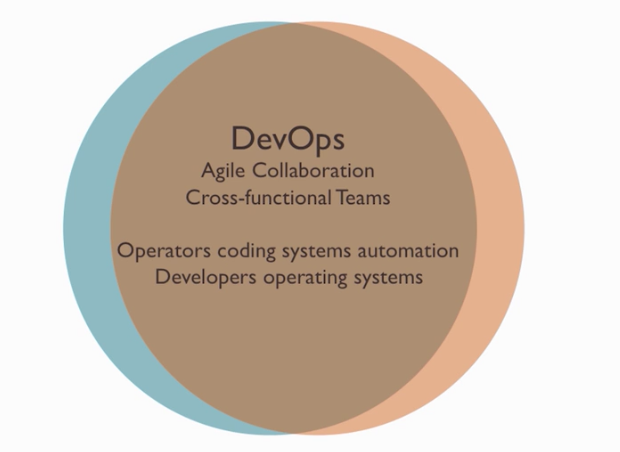 DevOps
Agile Collaboration
Cross-functional Teams
Operators coding systems automation
Developers operating systems